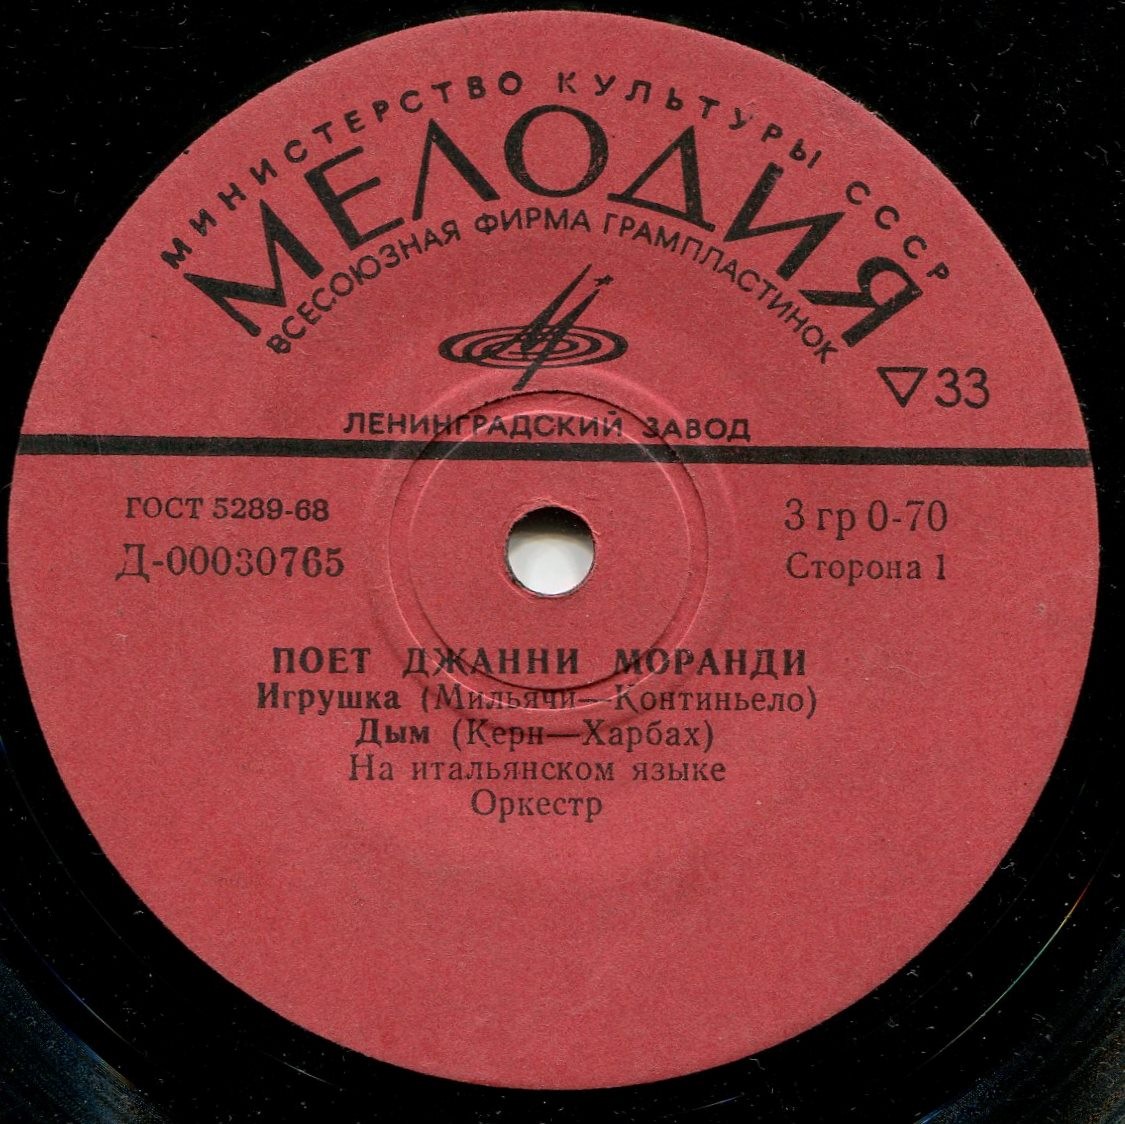 МИНИСТЕРСТВО КУЛЬТУРЫ СССР
МЕЛОДИЯ
ВСЕСОЮЗНАЯ ФИРМА ГРАМПЛАСТИНОК
33
ЛЕНИНГРАДСКИЙ ЗАВОД
ГОСТ 5289-68
3 гр 0-70
Д-00030765
Сторона 1
ПОЕТ ДЖАННИ МОРАНДИ
Игрушка (Мильячи—Континьело)
Дым (Керн—Харбах)
На итальянском языке
Оркестр